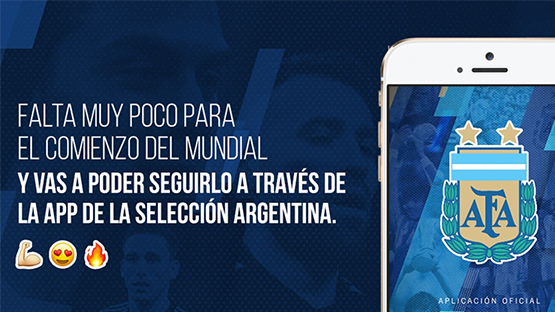 FALTA MUY POCO PARA
EL COMIENZO DEL MUNDIAL
Y VAS A PODER SEGUIRLO A TRAVÉS DE
LA APP DE LA SELECCIÓN ARGENTINA.
AFA
APLICACIÓN OFICIAL